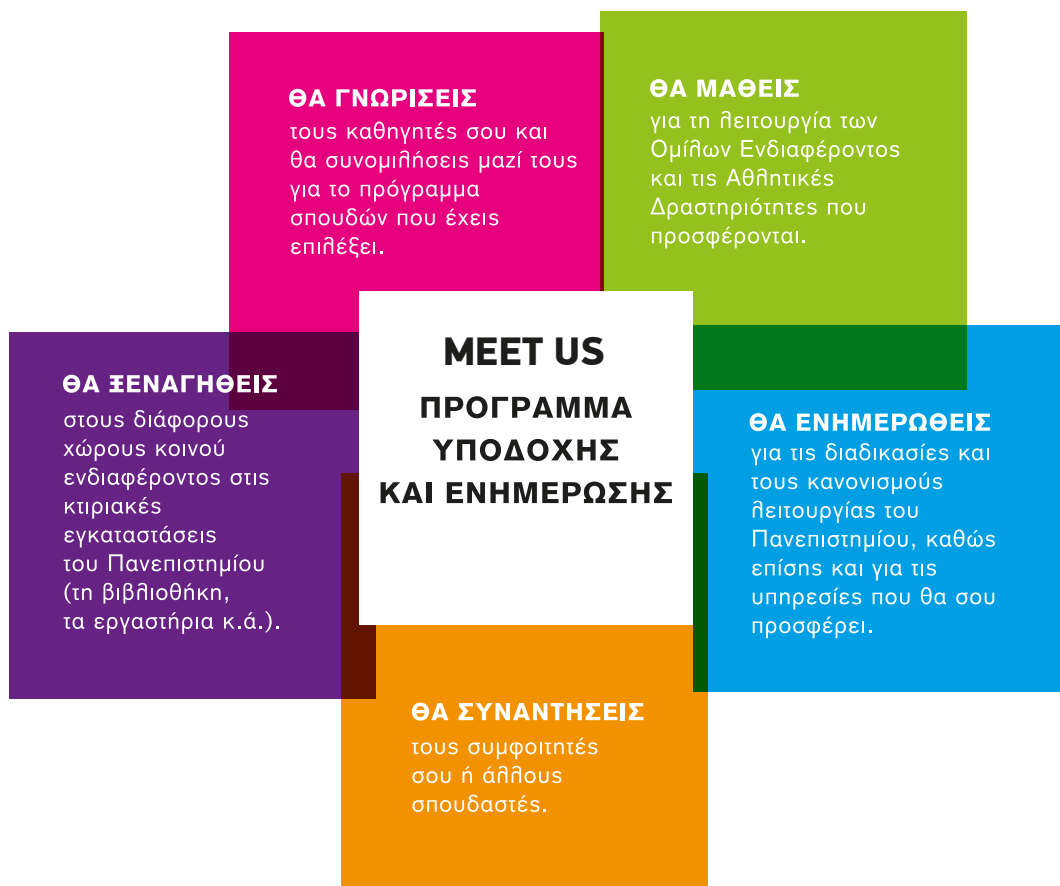 ΘΑ ΓΝΩΡΙΣΕΙΣ
τους καθηγητές σου και
θα συνομιλήσεις μαζί τους
για το πρόγραμμα
σπουδών που έχεις
επιλέξει.
ΘΑ ΜΑΘΕΙΣ
για τη λειτουργία των
Ομίλων Ενδιαφέροντος
και τις Αθλητικές
Δραστηριότητες που
προσφέρονται.
MEET US
ΠΡΟΓΡΑΜΜΑ
ΥΠΟΔΟΧΗΣ
ΚΑΙ ΕΝΗΜΕΡΩΣΗΣ
ΘΑ ΞΕΝΑΓΗΘΕΙΣ
στους διάφορους
χώρους κοινού
ενδιαφέροντος στις
κτιριακές
εγκαταστάσεις
του Πανεπιστημίου
(τη βιβλιοθήκη,
τα εργαστήρια κ.ά.).
ΘΑ ΕΝΗΜΕΡΩΘΕΙΣ
για τις διαδικασίες και
τους κανονισμούς
λειτουργίας του
Πανεπιστημίου, καθώς
επίσης και για τις
υπηρεσίες που θα σου
προσφέρει.
ΘΑ ΣΥΝΑΝΤΗΣΕΙΣ
τους συμφοιτητές
σου ή άλλους
σπουδαστές.